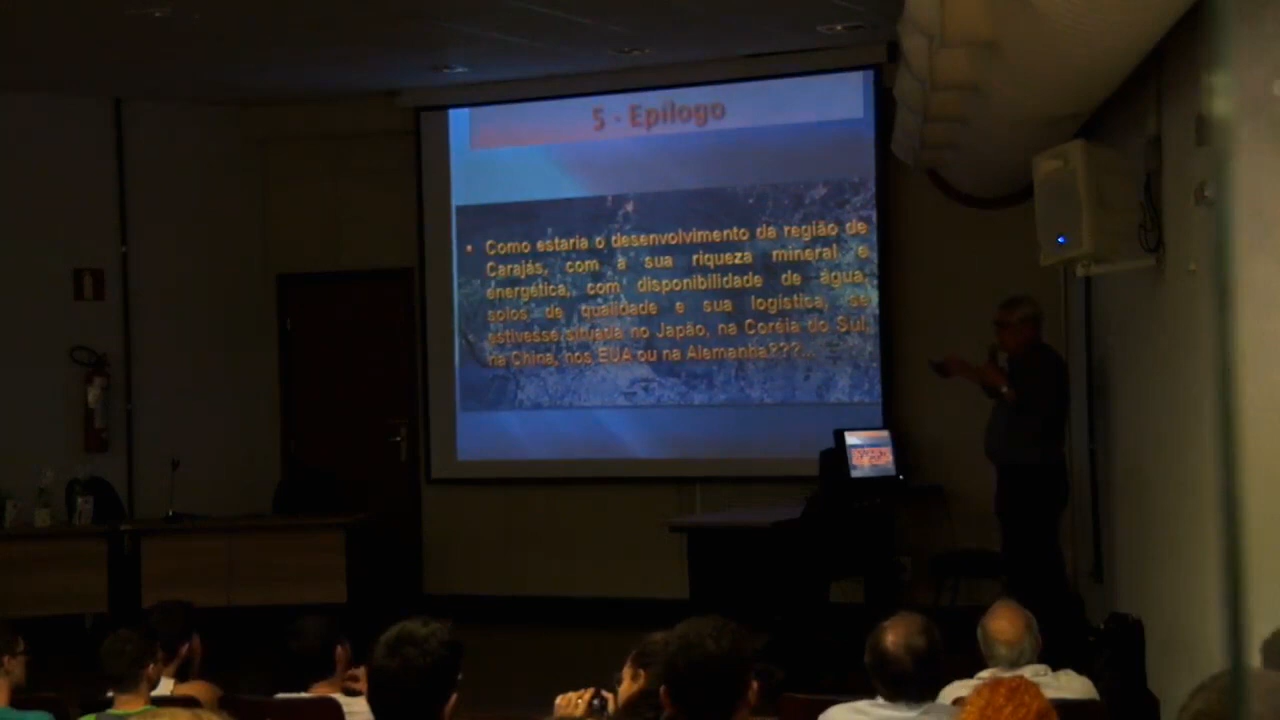 5 - Epílogo
• Como estaria o desenvolvimento da região de
Carajás, com a sua riqueza mineral e
energética, com disponibilidade de água,
solos de qualidade e sua logística, se
estivesse situada no Japão, na Coréia do Sul,
na China, nos EUA ou na Alemanha???...